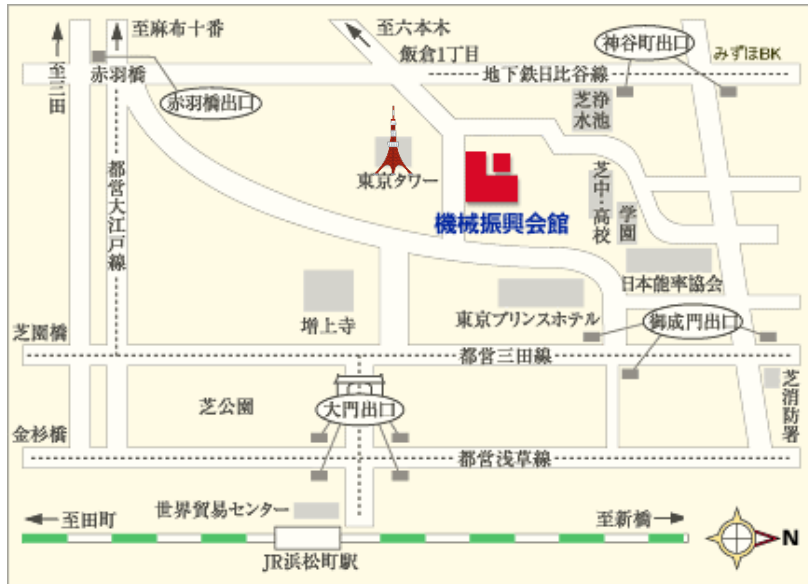 至麻布十番
至六本木
飯倉1丁目
神谷町出口
みずほBK
至三田
赤羽橋
地下鉄日比谷線
赤羽橋出口
芝浄水池
東京タワー
都営大江戸線
芝中・高校
学園
機械振興会館
日本能率協会
増上寺
東京プリンスホテル
御成門出口
芝園橋
都営三田線
芝消防署
芝公園
大門出口
金杉橋
都営浅草線
世界貿易センター
至田町
至新橋
N
JR浜松町駅